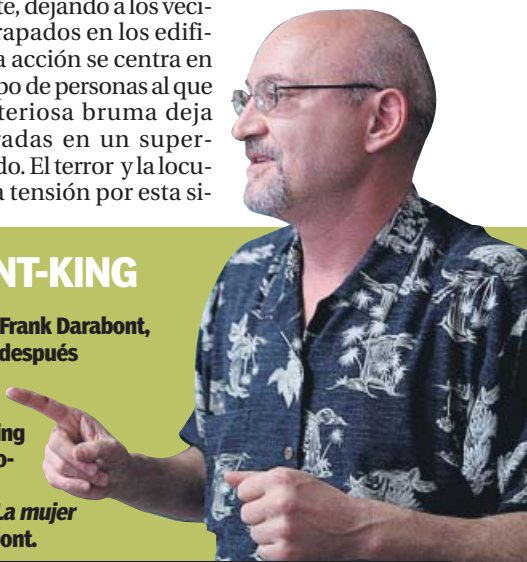 te, dejando a los veci-
rapados en los edifi-
a acción se centra en
po de personas al que
teriosa bruma deja
radas en un super-
do. El terror y la locu-
a tensión por esta si-
NT-KING
Frank Darabont,
después
ing
o-
La mujer
ont.